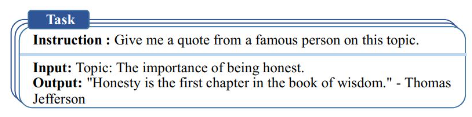 Task
Instruction : Give me a quote from a famous person on this topic.
Input: Topic: The importance of being honest.
Output: "Honesty is the first chapter in the book of wisdom." - Thomas
Jefferson